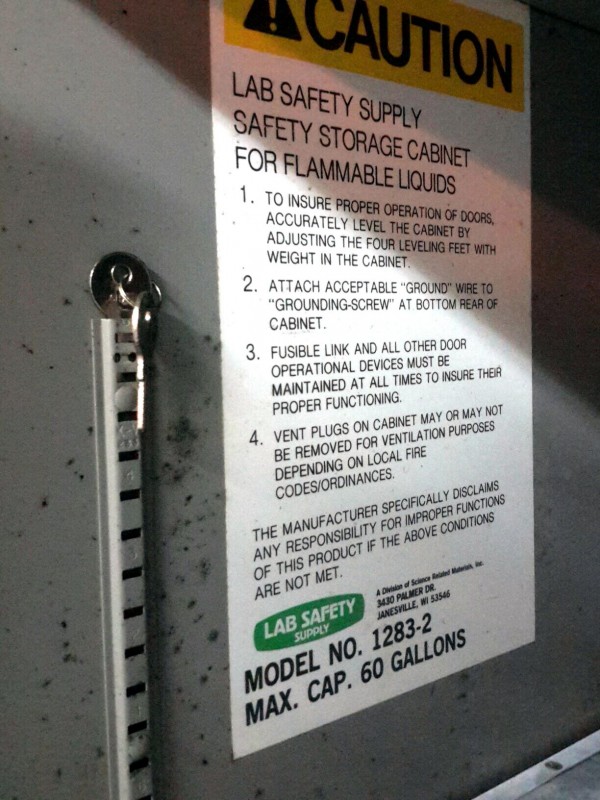 CAUTION
LAB SAFETY SUPPLY
SAFETY STORAGE CABINET
FOR FLAMMABLE LIQUIDS
1. TO INSURE PROPER OPERATION OF DOORS,
ACCURATELY LEVEL THE CABINET BY
ADJUSTING THE FOUR LEVELING FEET WITH
WEIGHT IN THE CABINET.
2. ATTACH ACCEPTABLE "GROUND" WIRE TO
"GROUNDING-SCREW" AT BOTTOM REAR OF
CABINET.
3. FUSIBLE LINK AND ALL OTHER DOOR
OPERATIONAL DEVICES MUST BE
MAINTAINED AT ALL TIMES TO INSURE THEIR
PROPER FUNCTIONING.
4. VENT PLUGS ON CABINET MAY OR MAY NOT
BE REMOVED FOR VENTILATION PURPOSES
DEPENDING ON LOCAL FIRE
CODES/ORDINANCES.
THE MANUFACTURER SPECIFICALLY DISCLAIMS
ANY RESPONSIBILITY FOR IMPROPER FUNCTIONS
OF THIS PRODUCT IF THE ABOVE CONDITIONS
ARE NOT MET.
LAB SAFETY
SUPPLY
A Division of Science Related Materials, Inc.
3430 PALMER DR.
JANESVILLE, WI 53546
MODEL NO. 1283-2
MAX. CAP. 60 GALLONS